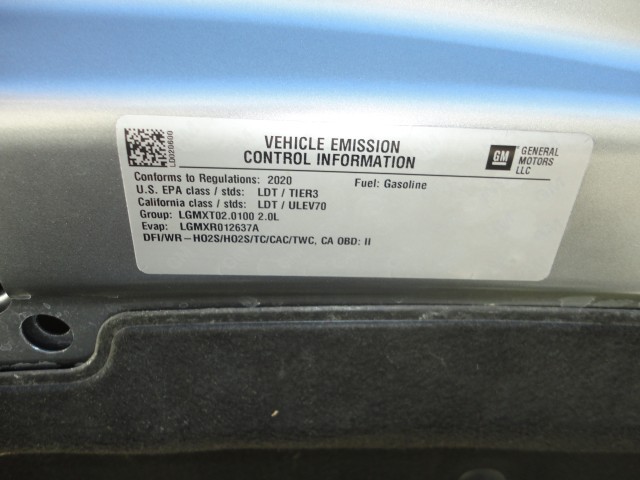 LD028600
VEHICLE EMISSION
CONTROL INFORMATION
GM
GENERAL
MOTORS
LLC
Conforms to Regulations: 2020 Fuel: Gasoline
U.S. EPA class / stds: LDT / TIER3
California class / stds: LDT / ULEV70
Group: LGMXT02.0100 2.0L
Evap: LGMXR012637A
DFI/WR-HO2S/HO2S/TC/CAC/TWC, CA OBD: II